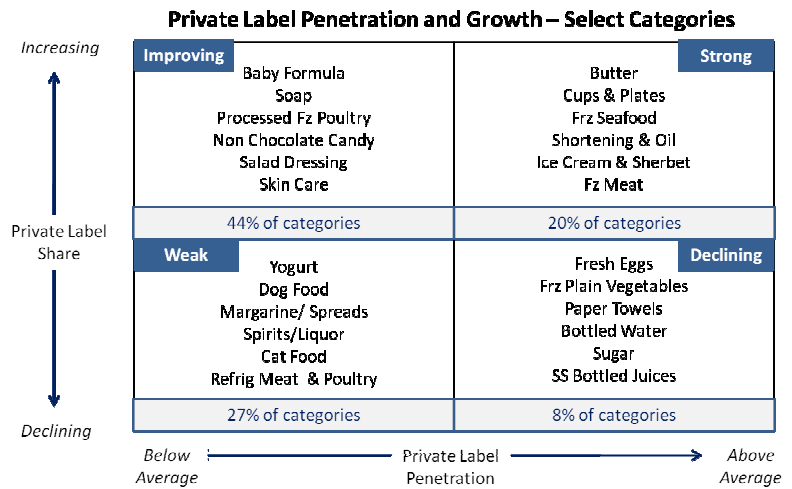 Private Label Penetration and Growth – Select Categories
Increasing
Improving
Baby Formula
Soap
Processed Fz Poultry
Non Chocolate Candy
Salad Dressing
Skin Care
44% of categories
Strong
Butter
Cups & Plates
Frz Seafood
Shortening & Oil
Ice Cream & Sherbet
Fz Meat
20% of categories
Private Label
Share
Weak
Yogurt
Dog Food
Margarine/ Spreads
Spirits/Liquor
Cat Food
Refrig Meat & Poultry
27% of categories
Declining
Fresh Eggs
Frz Plain Vegetables
Paper Towels
Bottled Water
Sugar
SS Bottled Juices
8% of categories
Declining
Below
Average
Private Label
Penetration
Above
Average